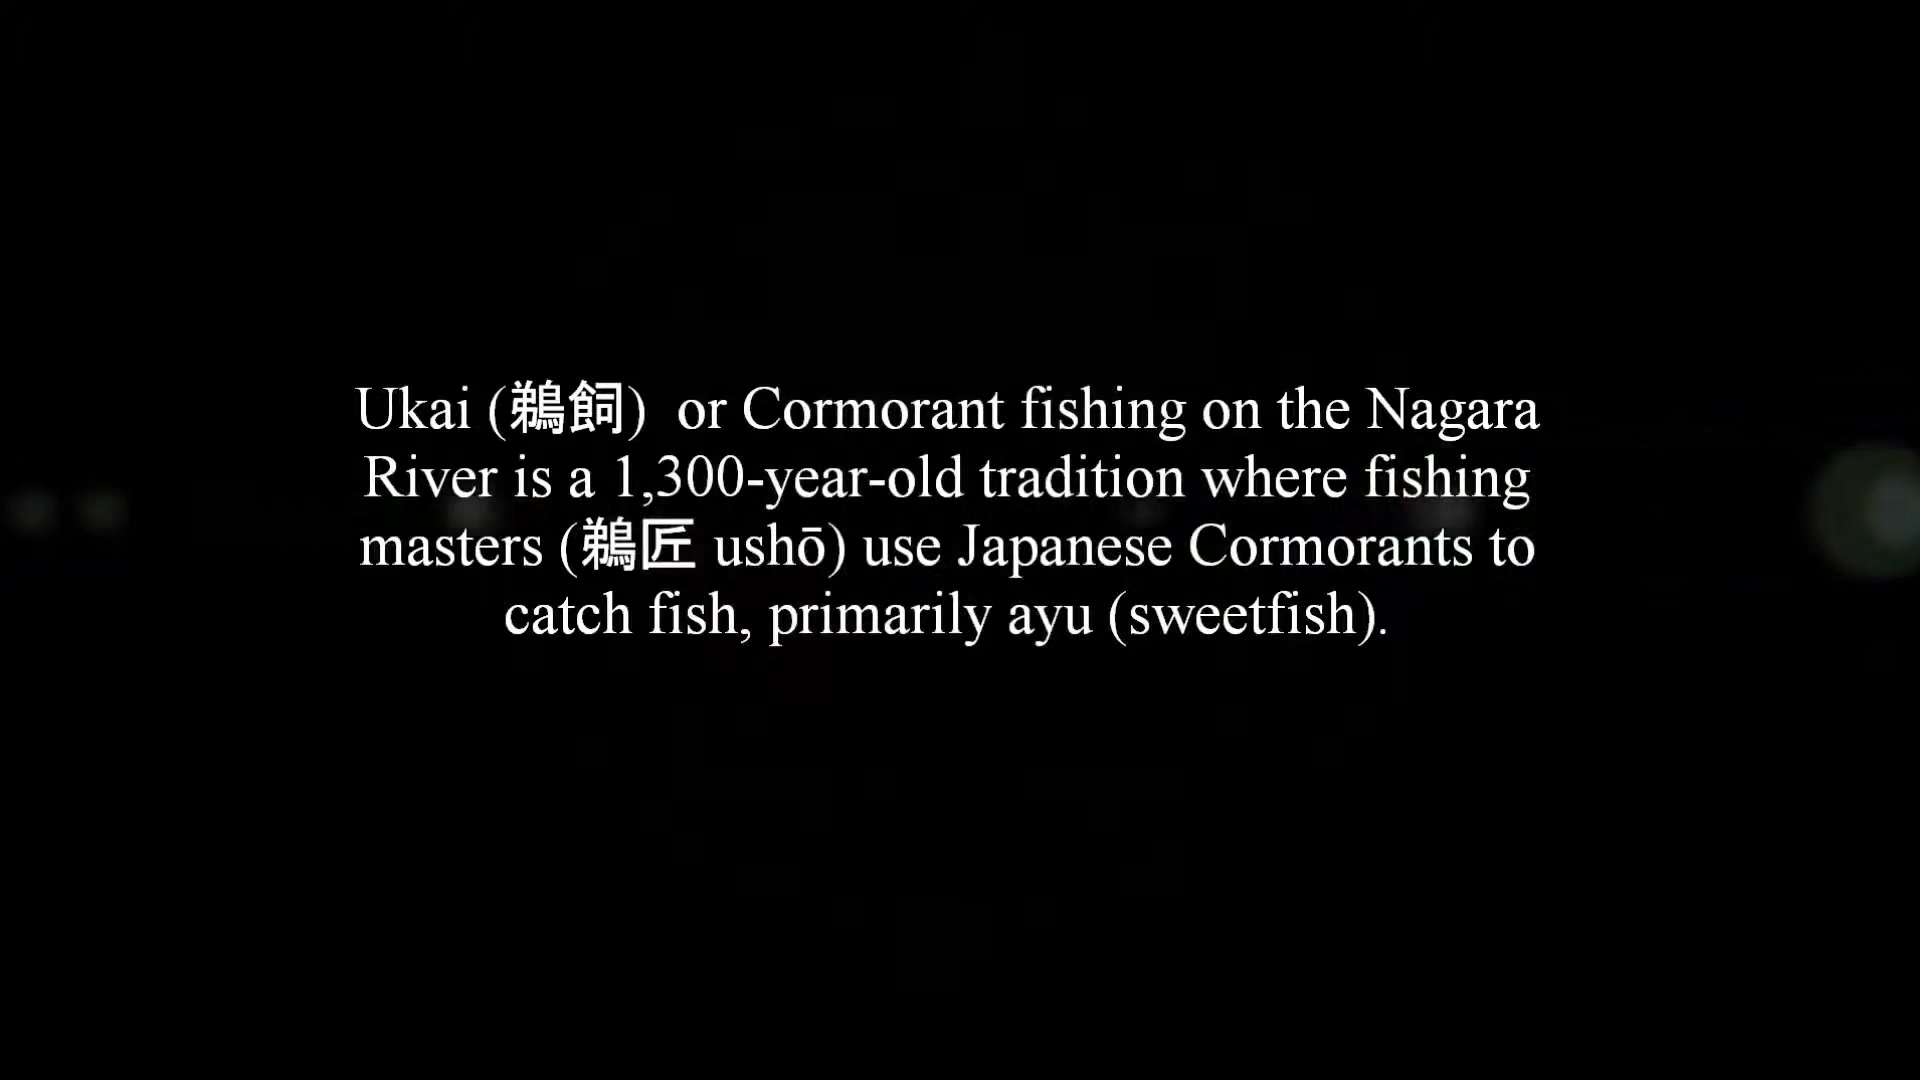 Ukai (鵜飼)  or Cormorant fishing on the Nagara
River is a 1,300-year-old tradition where fishing
masters (鵜匠 ushō) use Japanese Cormorants to
catch fish, primarily ayu (sweetfish).